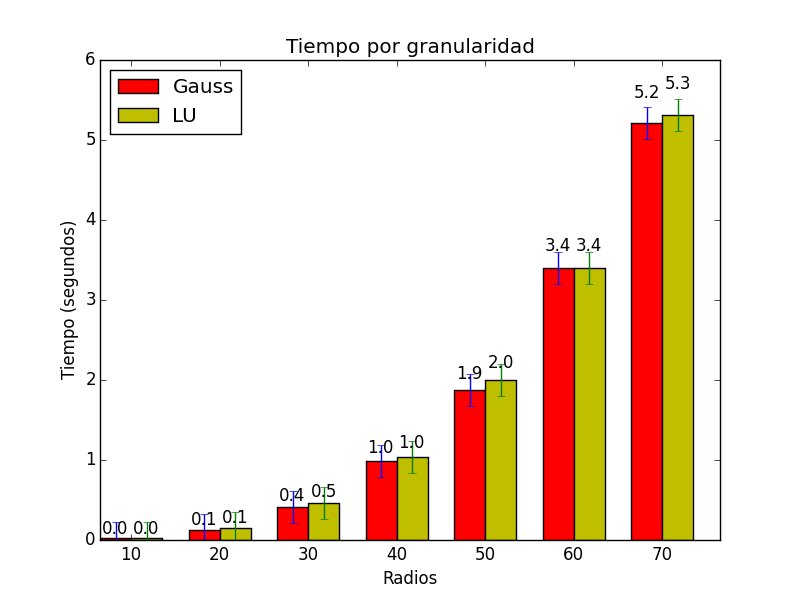 Tiempo por granularidad
Gauss
LU
6
5
4
3
2
1
0
Tiempo (segundos)
0.0 0.0
0.1 0.1
0.4 0.5
1.0 1.0
1.9 2.0
3.4 3.4
5.2 5.3
10 20 30 40 50 60 70
Radios